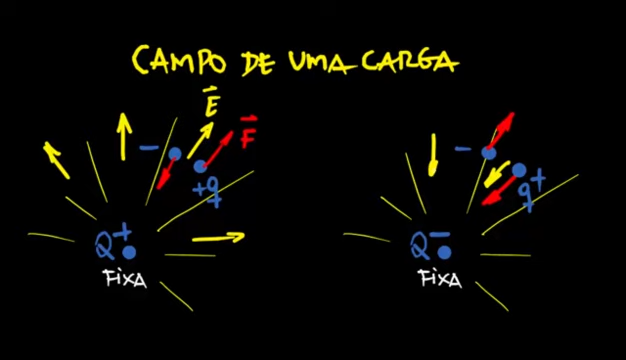 CAMPO DE UMA CARGA
E
F
- -
+q q+
Q+ Q-
FIXA FIXA